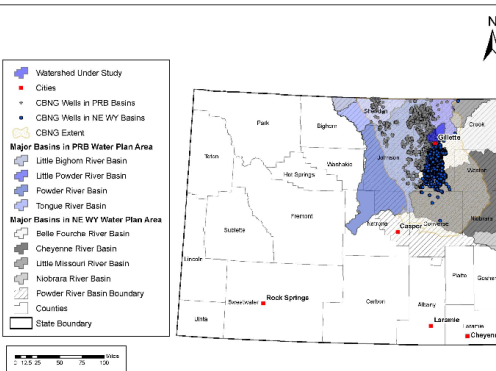 N
Watershed Under Study
Cities
CBNG Wells in PRB Basins
CBNG Wells in NE WY Basins
CBNG Extent
Major Basins in PRB Water Plan Area
Little Bighorn River Basin
Little Powder River Basin
Powder River Basin
Tongue River Basin
Major Basins in NE WY Water Plan Area
Belle Fourche River Basin
Cheyenne River Basin
Little Missouri River Basin
Niobrara River Basin
Powder River Basin Boundary
Counties
State Boundary
Miles
0 12.5 25 50 75 100
Sheridan
Park
Bighorn
Crook
Gillette
Teton
Washakie
Johnson
Hot Springs
Weston
Fremont
Niobrara
Sublette
Natrona
Casper
Converse
Lincoln
Platte
Goshen
Sweetwater
Rock Springs
Carbon
Albany
Uinta
Laramie
Laramie
Cheyen